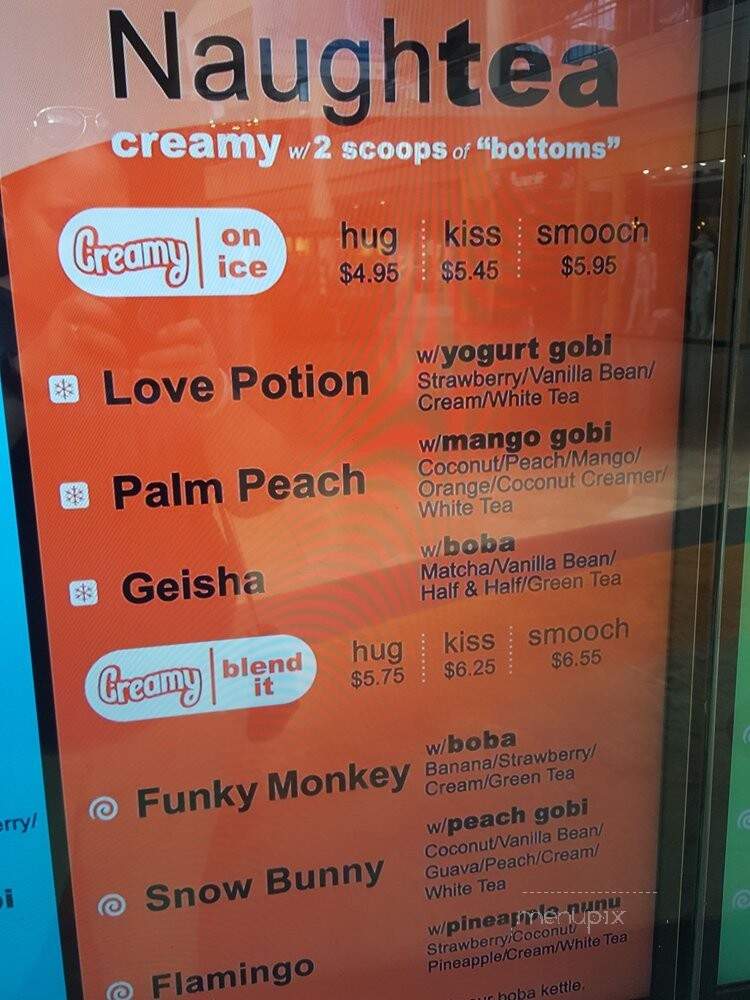 Naughtea
creamy w/2 scoops of “bottoms”
Creamy on ice
hug kiss smooch
$4.95 $5.45 $5.95
Love Potion
w/yogurt gobi
Strawberry/Vanilla Bean/
Cream/White Tea
Palm Peach
w/mango gobi
Coconut/Peach/Mango/
Orange/Coconut Creamer/
White Tea
Geisha
w/boba
Matcha/Vanilla Bean/
Half & Half/Green Tea
Creamy blend it
hug kiss smooch
$5.75 $6.25 $6.55
Funky Monkey
w/boba
Banana/Strawberry/
Cream/Green Tea
Snow Bunny
w/peach gobi
Coconut/Vanilla Bean/
Guava/Peach/Cream/
White Tea
Flamingo
w/pineapple nunu
Strawberry/Coconut/
Pineapple/Cream/White Tea
boba kettle.
menupix